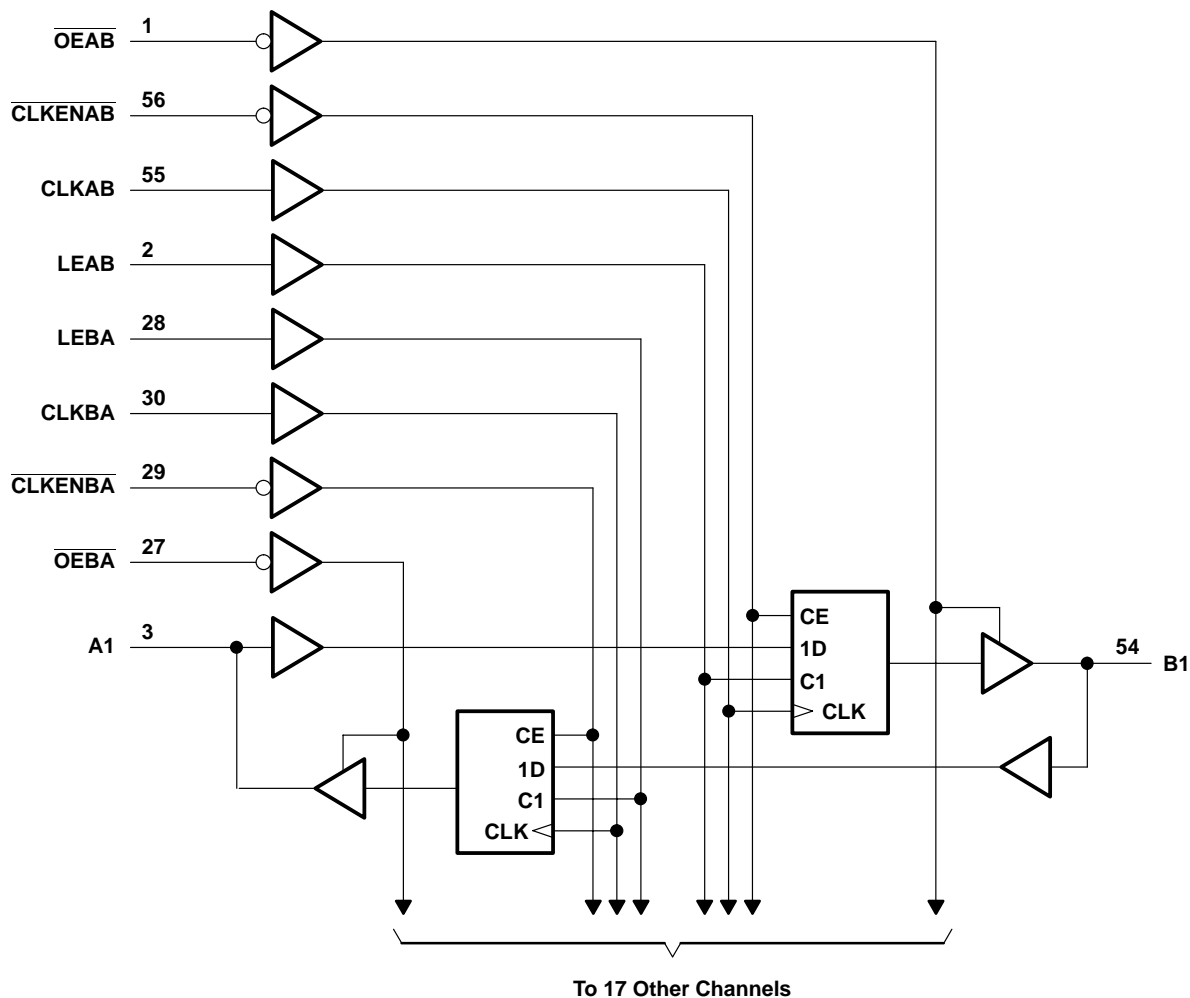 OEAB 1
CLKENAB 56
CLKAB 55
LEAB 2
LEBA 28
CLKBA 30
CLKENBA 29
OEBA 27
A1 3
CE
1D
C1
CLK
54 B1
CE
1D
C1
CLK
To 17 Other Channels